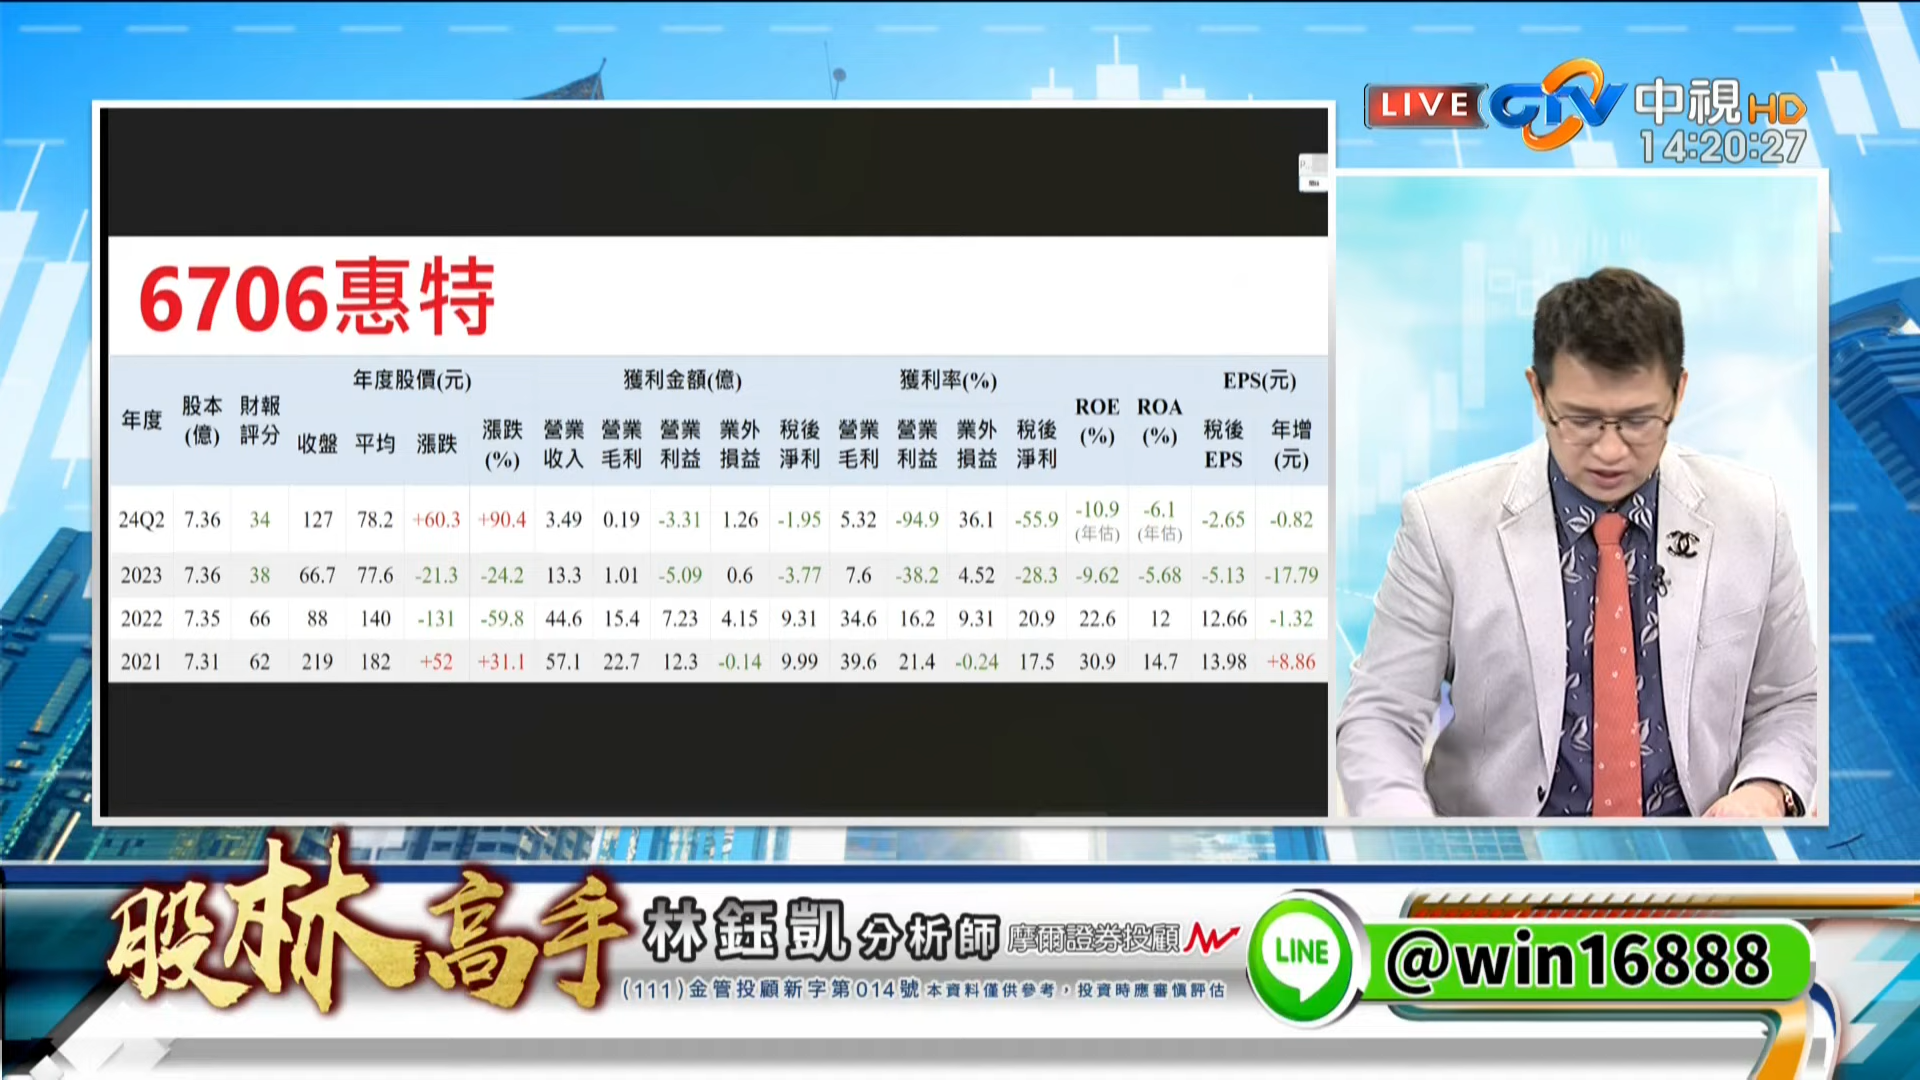 LIVE CTV 中視 HD
14:20:27
6706惠特
年度 股本(億) 財報評分 年度股價(元) 獲利金額(億) 獲利率(%) ROE(%) ROA(%) EPS(元)
收盤 平均 漲跌 漲跌(%) 營業收入 營業毛利 營業利益 業外損益 稅後淨利 營業毛利 營業利益 業外損益 稅後淨利 稅後EPS 年增(元)
24Q2 7.36 34 127 78.2 +60.3 +90.4 3.49 0.19 -3.31 1.26 -1.95 5.32 -94.9 36.1 -55.9 -10.9(年估) -6.1(年估) -2.65 -0.82
2023 7.36 38 66.7 77.6 -21.3 -24.2 13.3 1.01 -5.09 0.6 -3.77 7.6 -38.2 4.52 -28.3 -9.62 -5.68 -5.13 -17.79
2022 7.35 66 88 140 -131 -59.8 44.6 15.4 7.23 4.15 9.31 34.6 16.2 9.31 20.9 22.6 12 12.66 -1.32
2021 7.31 62 219 182 +52 +31.1 57.1 22.7 12.3 -0.14 9.99 39.6 21.4 -0.24 17.5 30.9 14.7 13.98 +8.86
股林高手
林鈺凱 分析師 摩爾證券投顧
(111)金管投顧新字第014號 本資料僅供參考，投資時應審慎評估
LINE @win16888